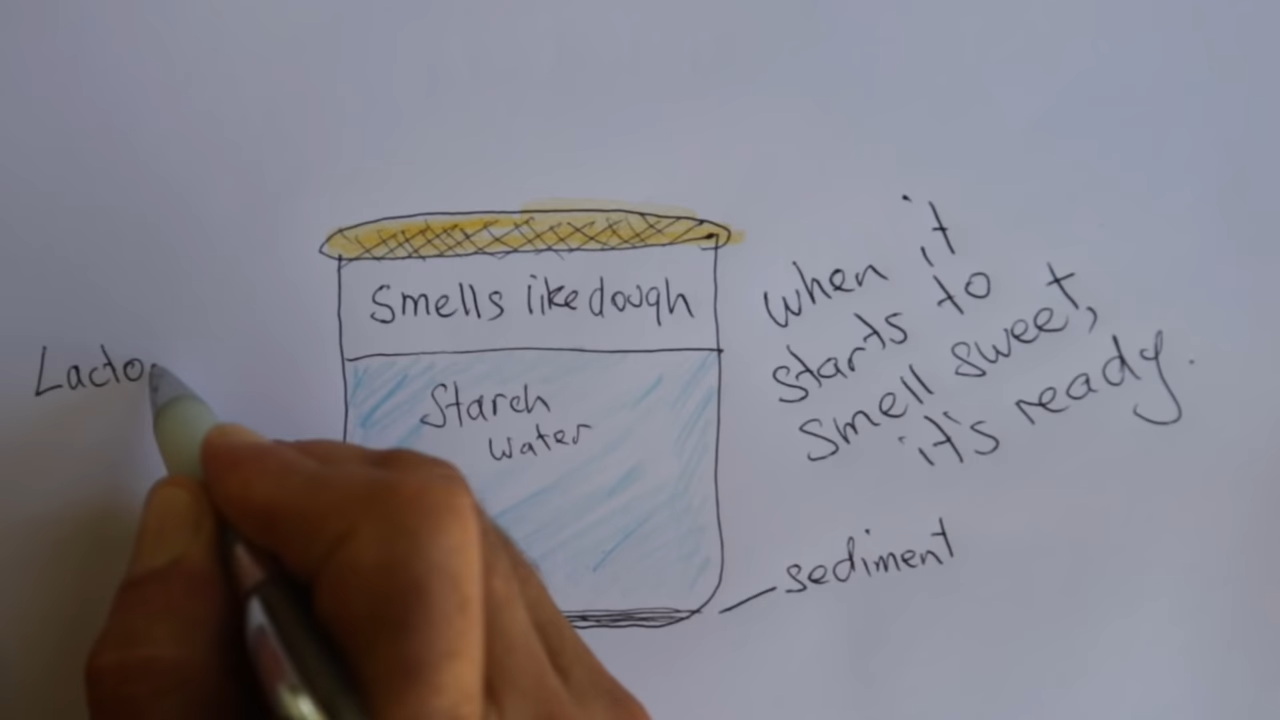 Smells like dough
Starch
Water
when it
starts to
smell sweet,
it's ready.
sediment
Lacto